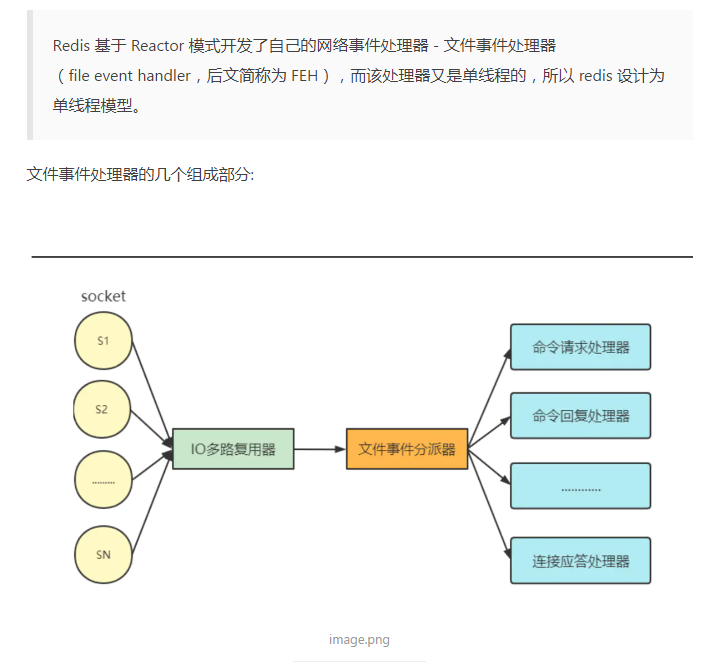 Redis 基于 Reactor 模式开发了自己的网络事件处理器 - 文件事件处理器
（ file event handler，后文简称为 FEH ），而该处理器又是单线程的，所以 redis 设计为
单线程模型。
文件事件处理器的几个组成部分:
socket
S1
S2
.........
SN
IO多路复用器
文件事件分派器
命令请求处理器
命令回复处理器
............
连接应答处理器
image.png